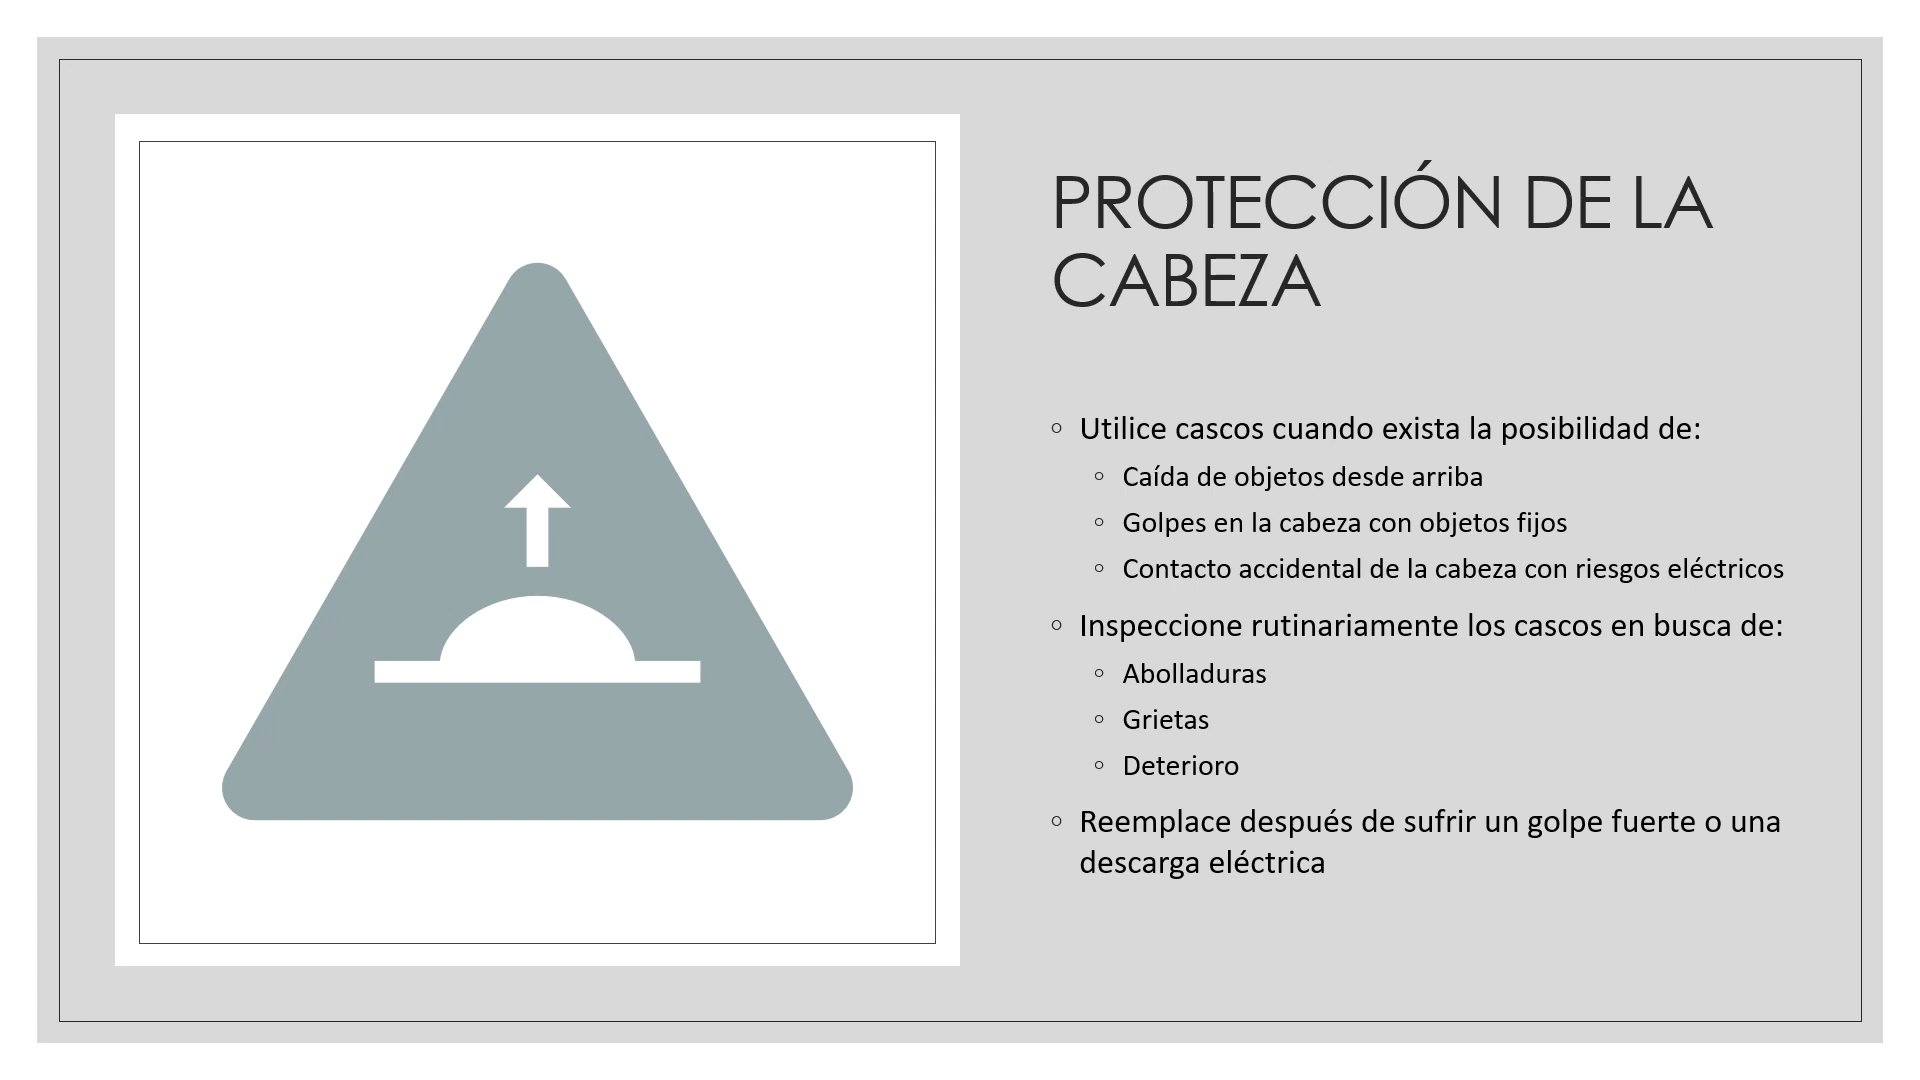 PROTECCIÓN DE LA
CABEZA
◦ Utilice cascos cuando exista la posibilidad de:
◦ Caída de objetos desde arriba
◦ Golpes en la cabeza con objetos fijos
◦ Contacto accidental de la cabeza con riesgos eléctricos
◦ Inspeccione rutinariamente los cascos en busca de:
◦ Abolladuras
◦ Grietas
◦ Deterioro
◦ Reemplace después de sufrir un golpe fuerte o una
descarga eléctrica